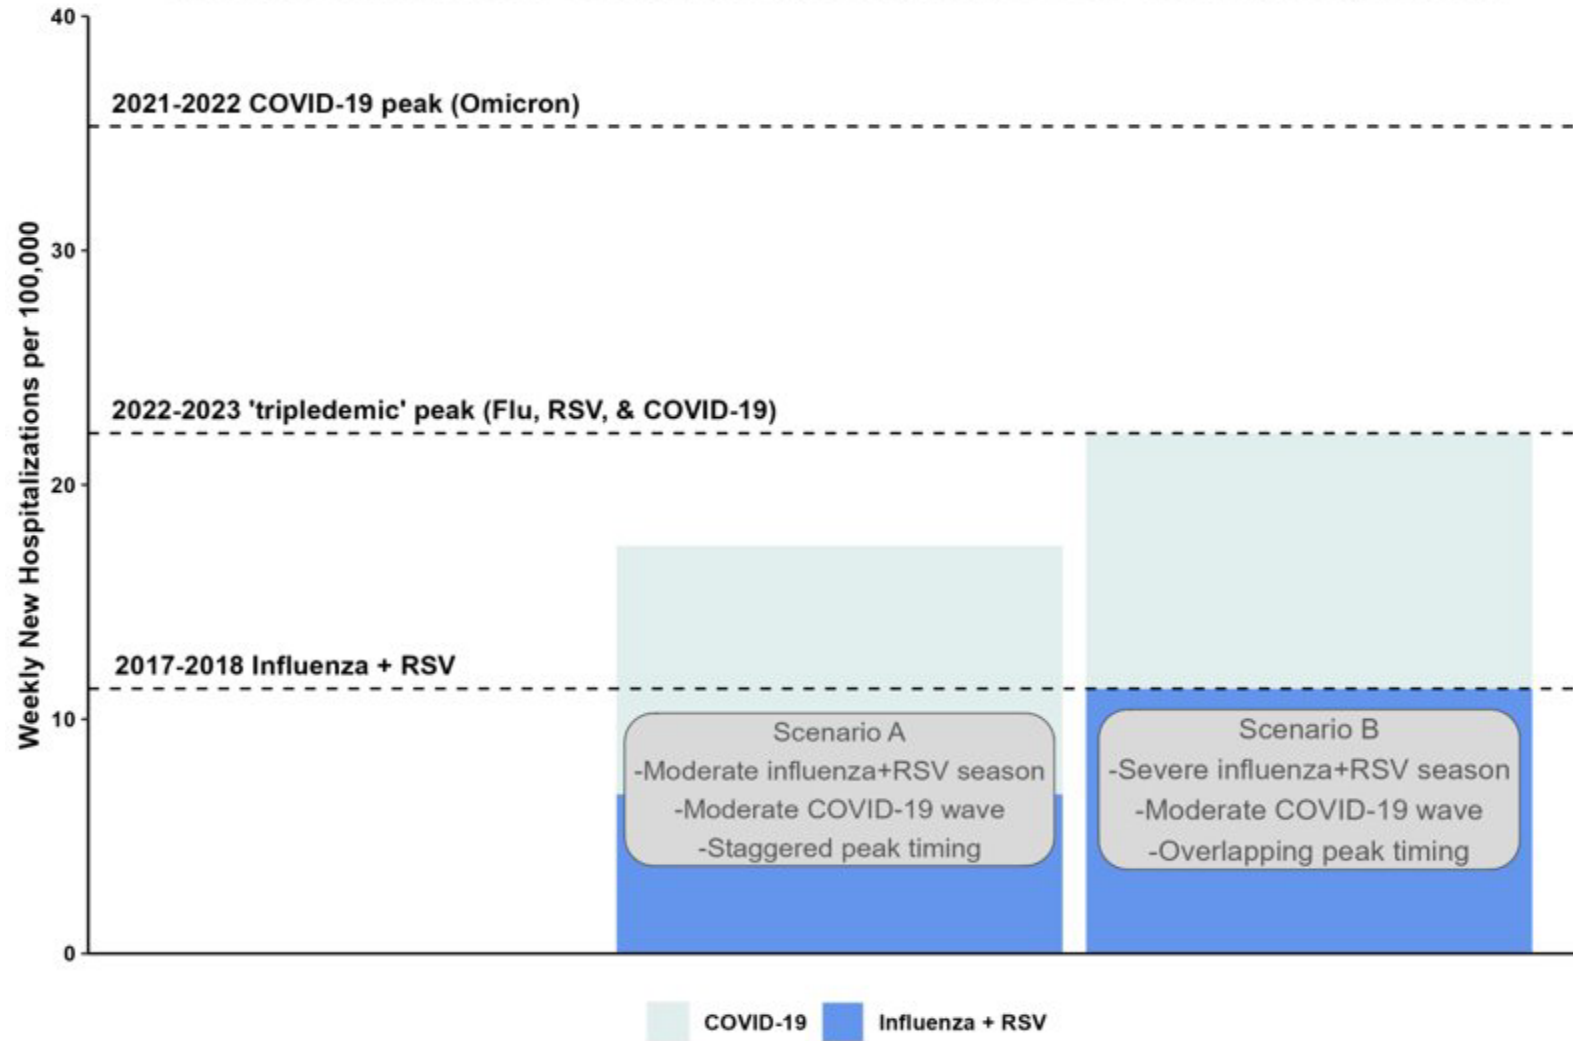 40
2021-2022 COVID-19 peak (Omicron)
30
Weekly New Hospitalizations per 100,000
2022-2023 'tripledemic' peak (Flu, RSV, & COVID-19)
20
2017-2018 Influenza + RSV
10
Scenario A
-Moderate influenza+RSV season
-Moderate COVID-19 wave
-Staggered peak timing
Scenario B
-Severe influenza+RSV season
-Moderate COVID-19 wave
-Overlapping peak timing
0
COVID-19
Influenza + RSV